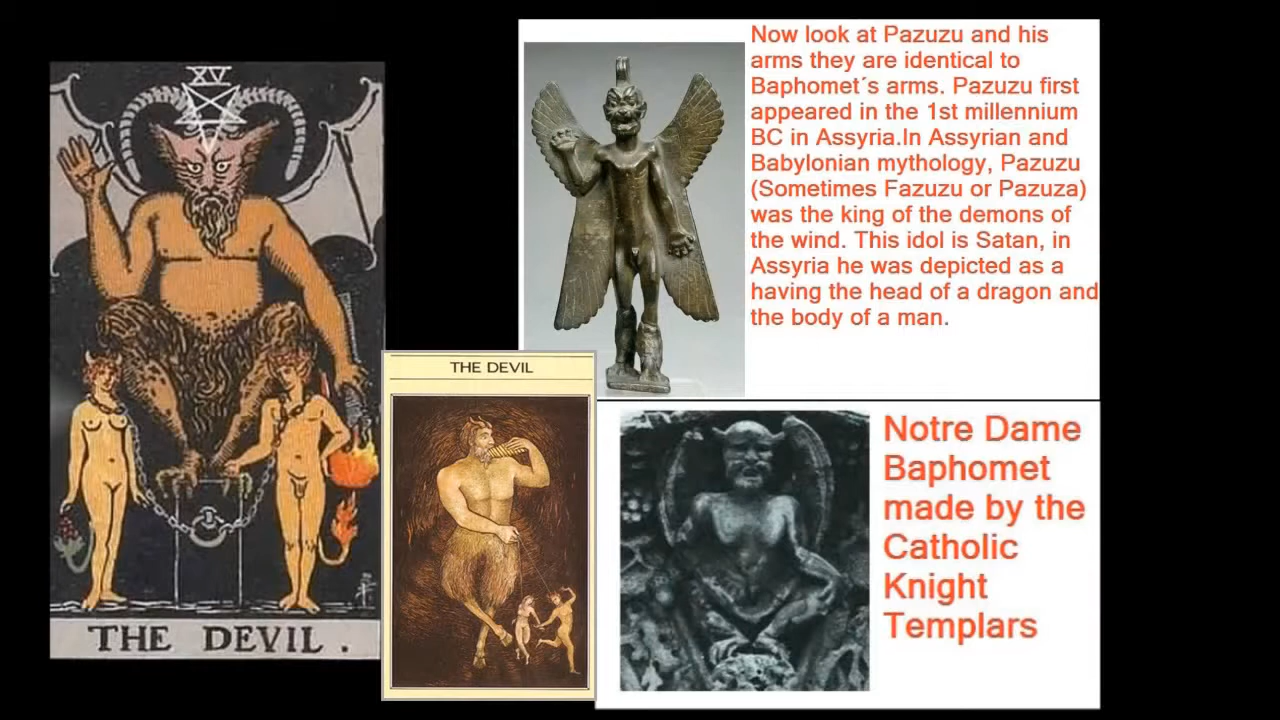 XV
THE DEVIL.
THE DEVIL
Now look at Pazuzu and his
arms they are identical to
Baphomet´s arms. Pazuzu first
appeared in the 1st millennium
BC in Assyria.In Assyrian and
Babylonian mythology, Pazuzu
(Sometimes Fazuzu or Pazuza)
was the king of the demons of
the wind. This idol is Satan, in
Assyria he was depicted as a
having the head of a dragon and
the body of a man.
Notre Dame
Baphomet
made by the
Catholic
Knight
Templars